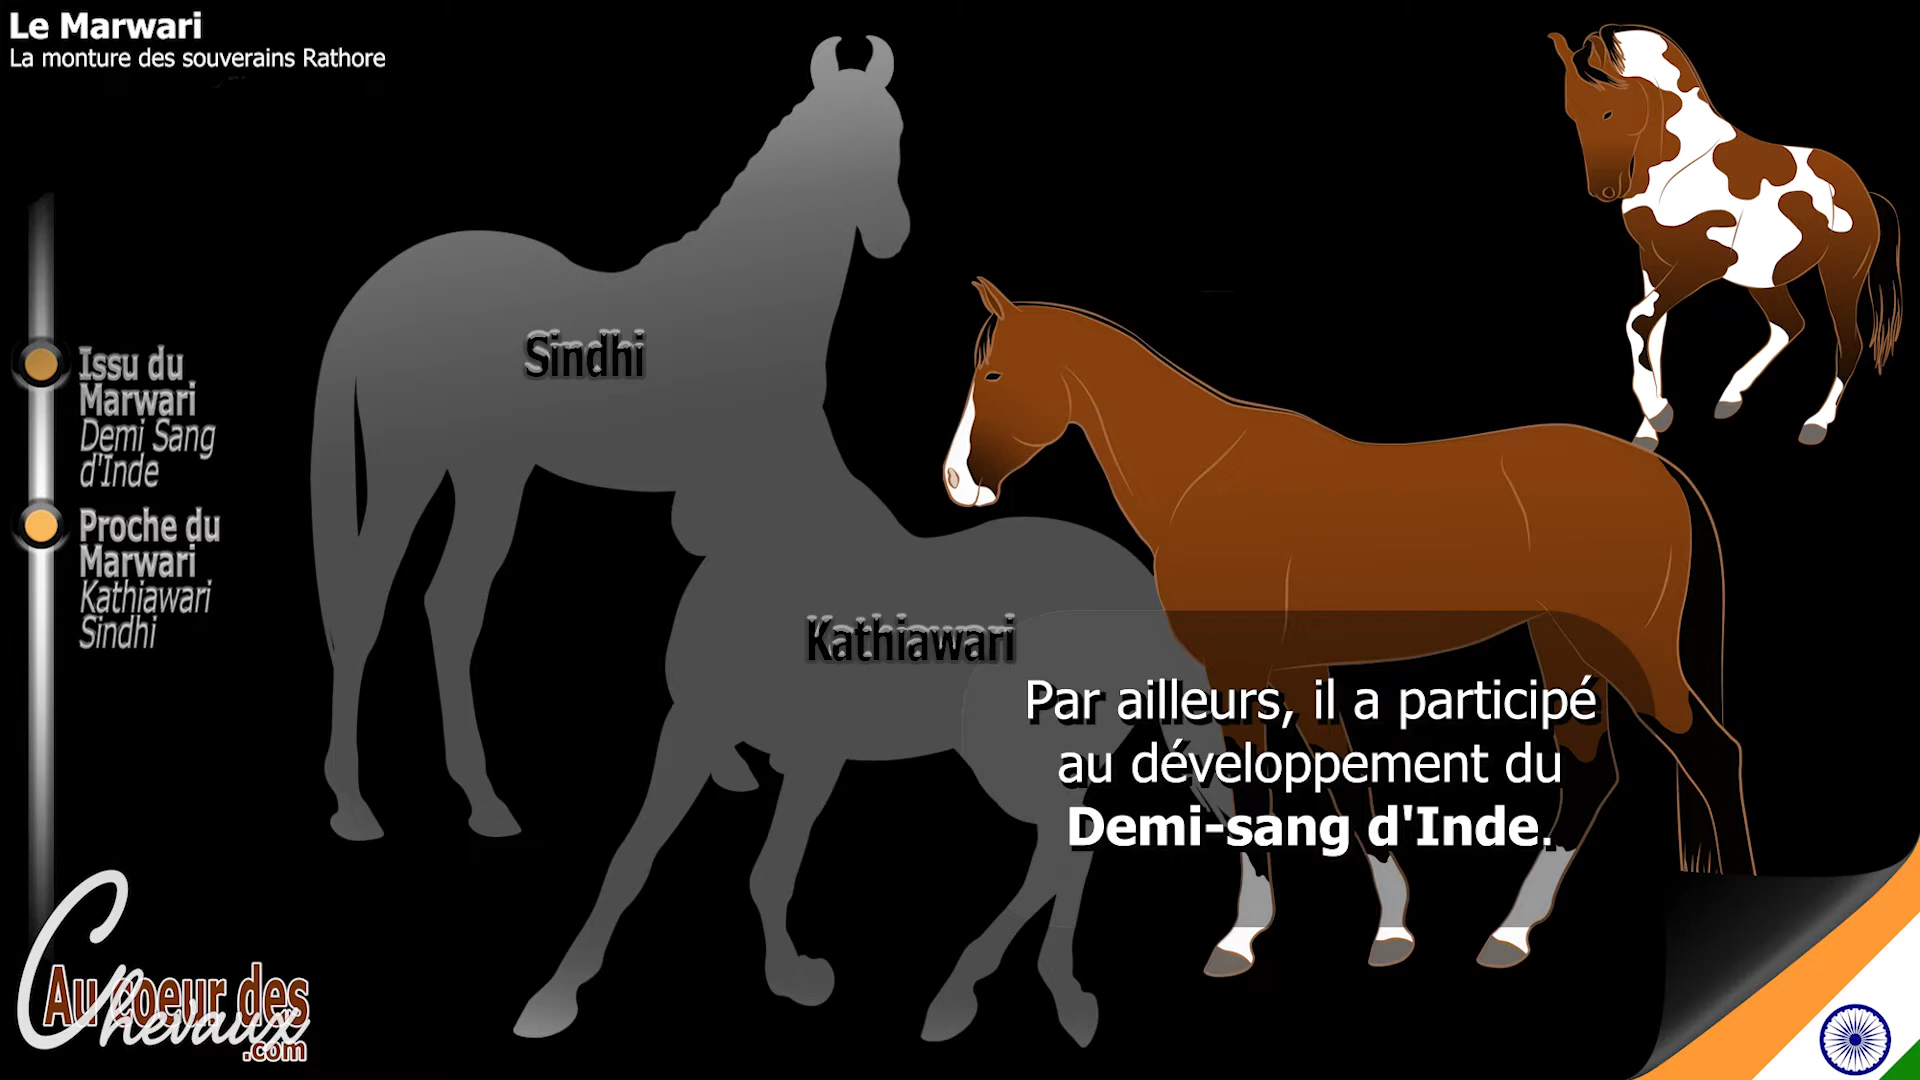 Le Marwari
La monture des souverains Rathore
Sindhi
Issu du
Marwari
Demi Sang
d'Inde
Proche du
Marwari
Kathiawari
Sindhi
Kathiawari
Par ailleurs, il a participé
au développement du
Demi-sang d'Inde.
Au coeur des
Chevaux
.com